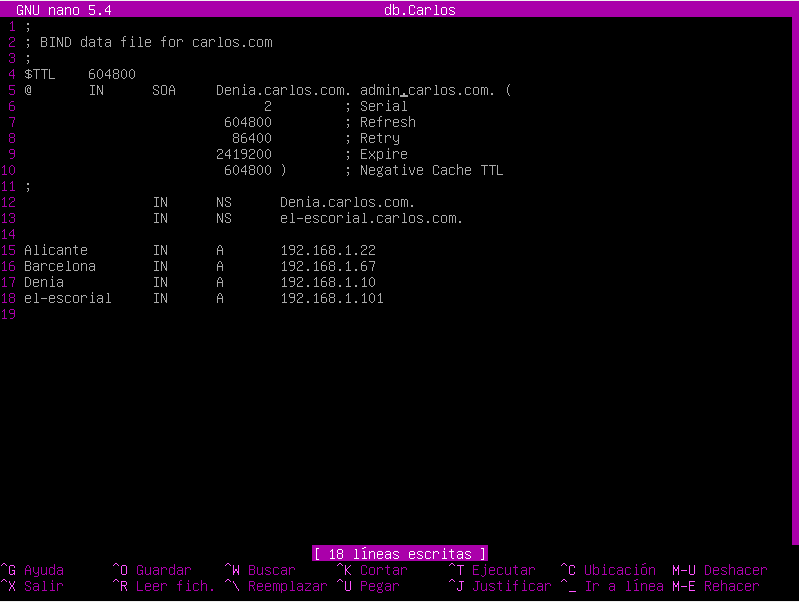 GNU nano 5.4 db.Carlos
1 ;
2 ; BIND data file for carlos.com
3 ;
4 $TTL 604800
5 @ IN SOA Denia.carlos.com. admin.carlos.com. (
6 2 ; Serial
7 604800 ; Refresh
8 86400 ; Retry
9 2419200 ; Expire
10 604800 ) ; Negative Cache TTL
11 ;
12 IN NS Denia.carlos.com.
13 IN NS el-escorial.carlos.com.
14
15 Alicante IN A 192.168.1.22
16 Barcelona IN A 192.168.1.67
17 Denia IN A 192.168.1.10
18 el-escorial IN A 192.168.1.101
19
[ 18 líneas escritas ]
^G Ayuda ^O Guardar ^W Buscar ^K Cortar ^T Ejecutar ^C Ubicación M-U Deshacer
^X Salir ^R Leer fich. ^\ Reemplazar ^U Pegar ^J Justificar ^_ Ir a línea M-E Rehacer